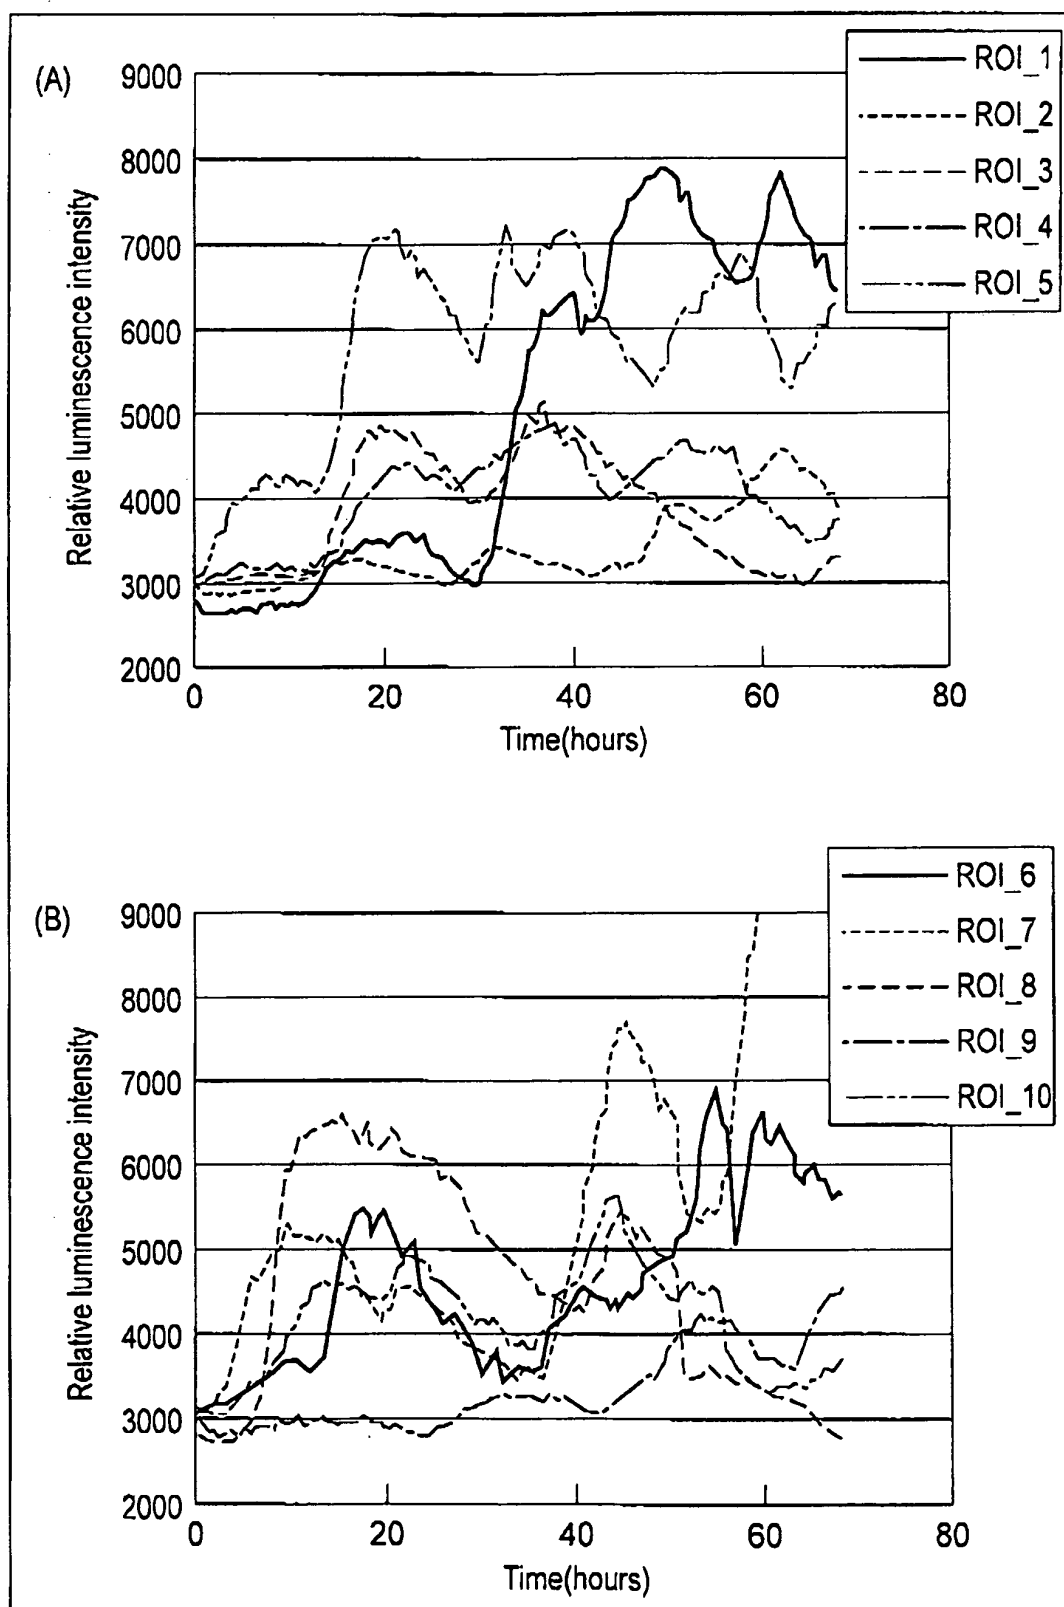 (A)
Relative luminescence intensity
9000
8000
7000
6000
5000
4000
3000
2000
0 20 40 60 80
Time(hours)
ROI_1
ROI_2
ROI_3
ROI_4
ROI_5
(B)
Relative luminescence intensity
9000
8000
7000
6000
5000
4000
3000
2000
0 20 40 60 80
Time(hours)
ROI_6
ROI_7
ROI_8
ROI_9
ROI_10